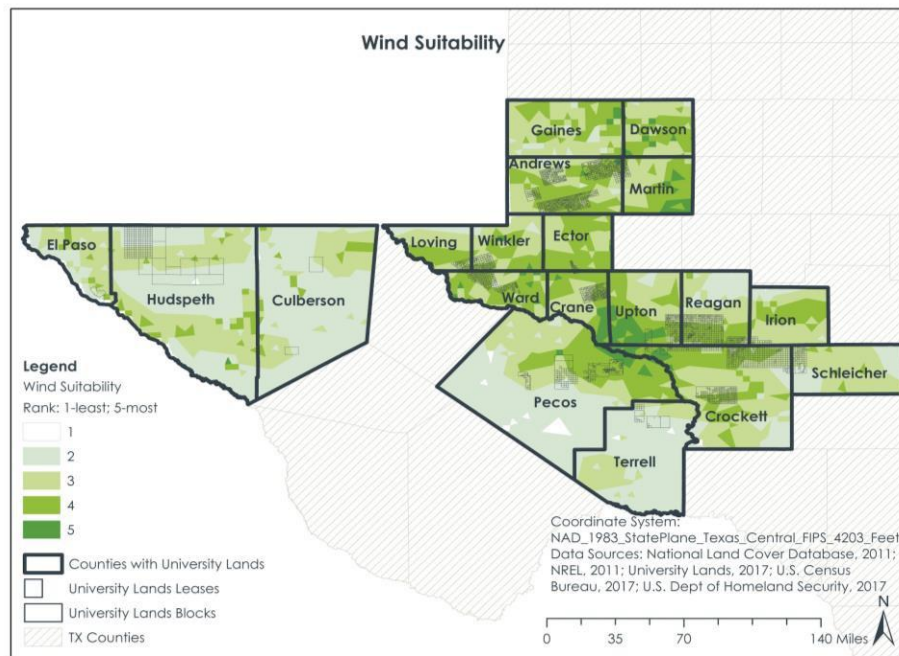 Wind Suitability
Gaines
Dawson
Andrews
Martin
El Paso
Hudspeth
Culberson
Loving
Winkler
Ector
Ward
Crane
Upton
Reagan
Irion
Schleicher
Pecos
Crockett
Terrell
Legend
Wind Suitability
Rank: 1-least; 5-most
1
2
3
4
5
Counties with University Lands
University Lands Leases
University Lands Blocks
TX Counties
Coordinate System:
NAD_1983_StatePlane_Texas_Central_FIPS_4203_Feet
Data Sources: National Land Cover Database, 2011;
NREL, 2011; University Lands, 2017; U.S. Census
Bureau, 2017; U.S. Dept of Homeland Security, 2017
N
0 35 70 140 Miles